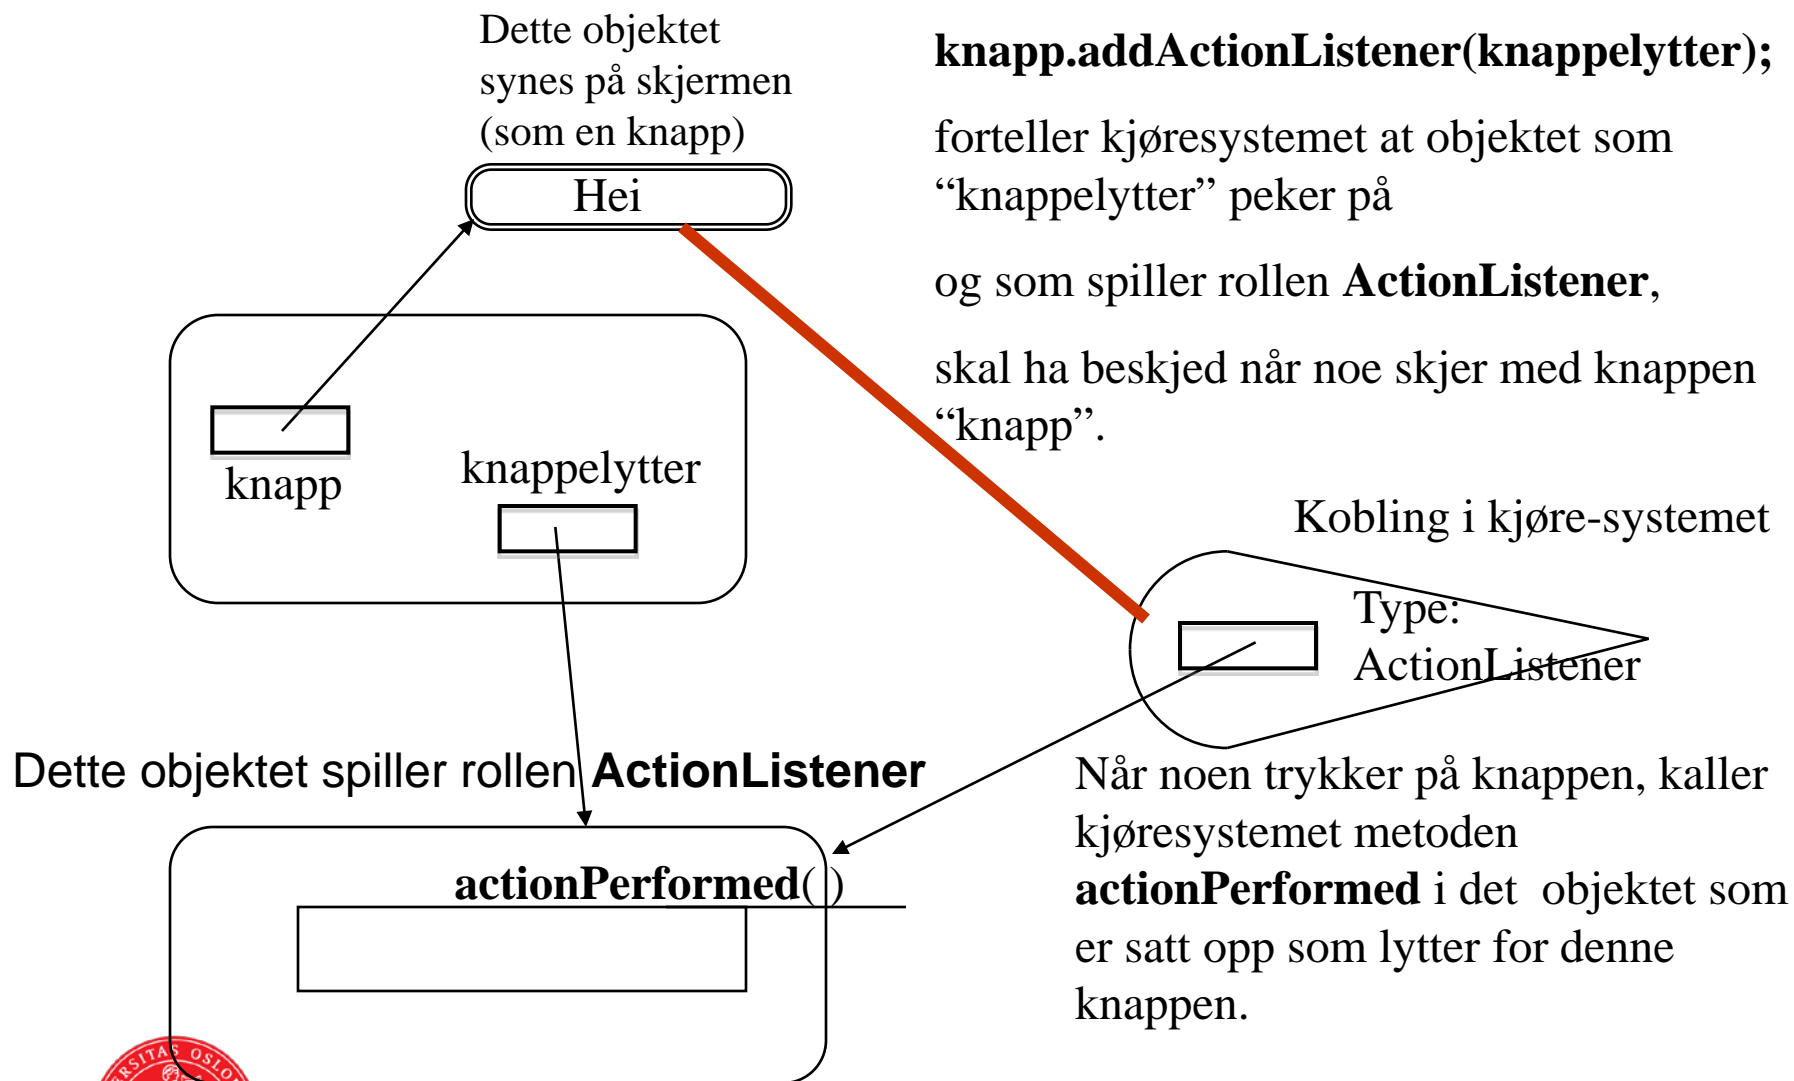 Dette objektet
synes på skjermen
(som en knapp)
Hei
knapp.addActionListener(knappelytter);
forteller kjøresystemet at objektet som
“knappelytter” peker på
og som spiller rollen ActionListener,
skal ha beskjed når noe skjer med knappen
“knapp”.
knapp
knappelytter
Kobling i kjøre-systemet
Type:
ActionListener
Dette objektet spiller rollen ActionListener
actionPerformed( )
Når noen trykker på knappen, kaller
kjøresystemet metoden
actionPerformed i det  objektet som
er satt opp som lytter for denne
knappen.